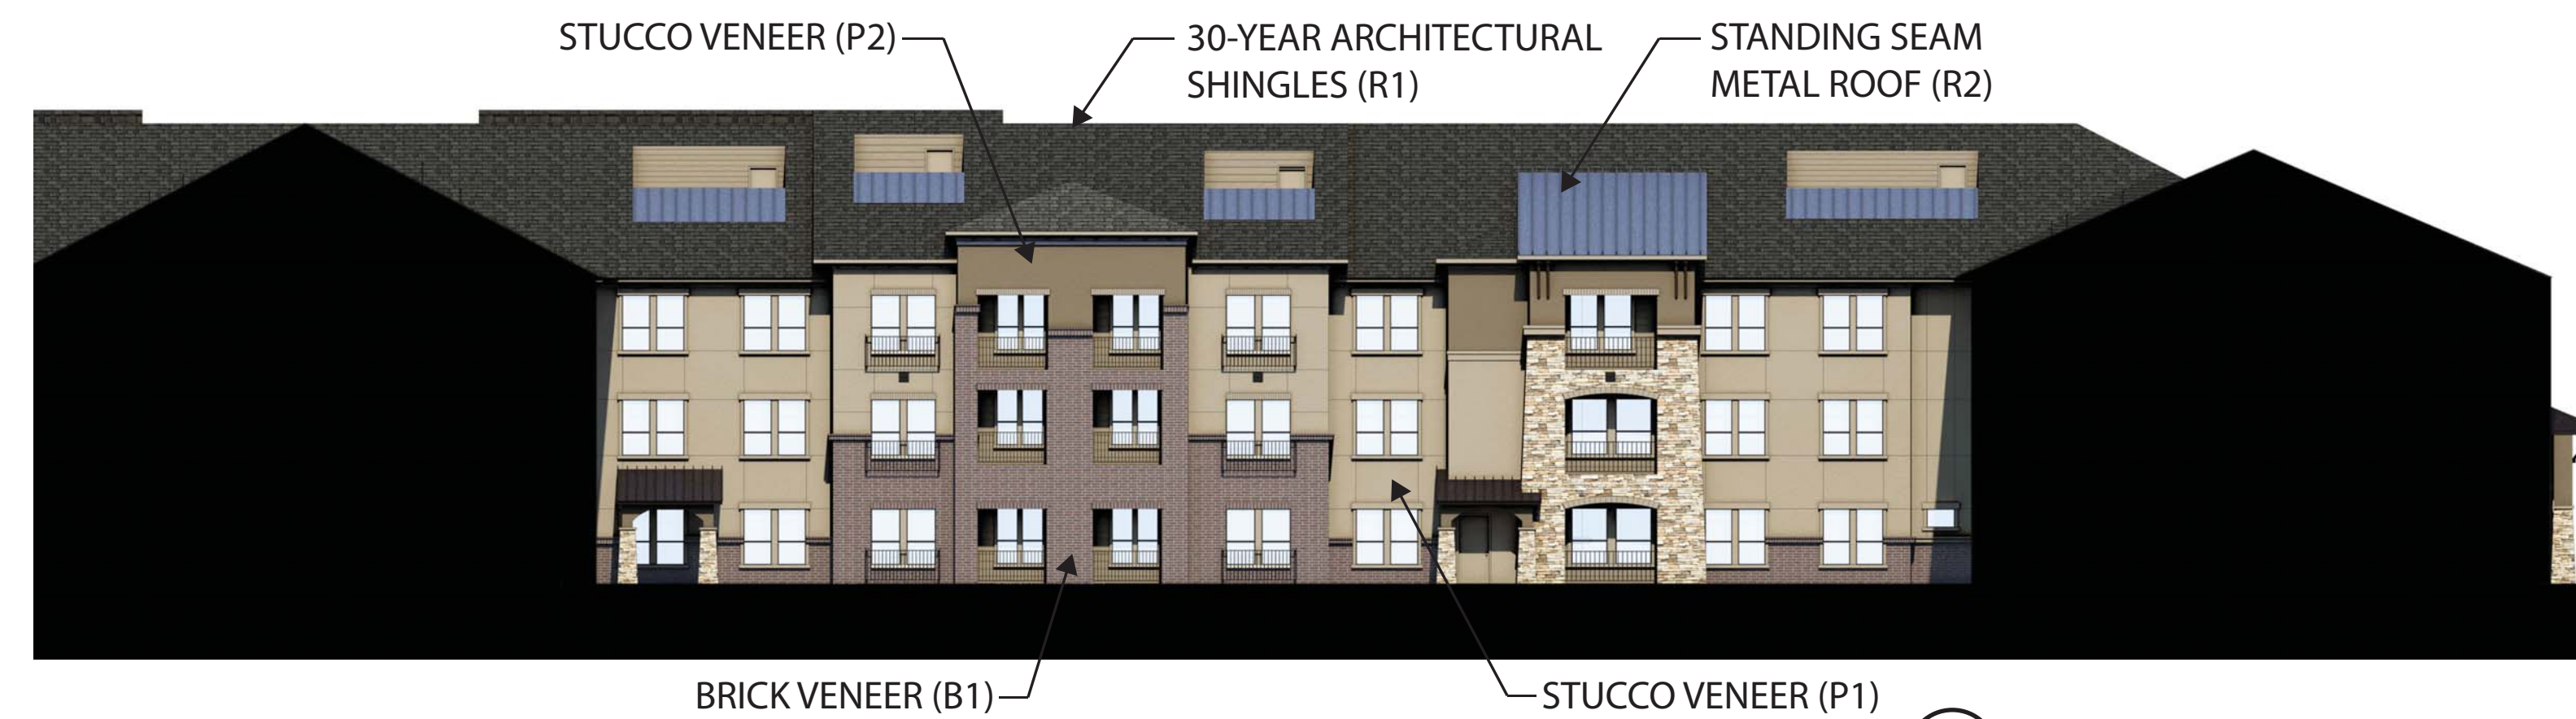 STUCCO VENEER (P2)
30-YEAR ARCHITECTURAL
SHINGLES (R1)
STANDING SEAM
METAL ROOF (R2)
BRICK VENEER (B1)
STUCCO VENEER (P1)